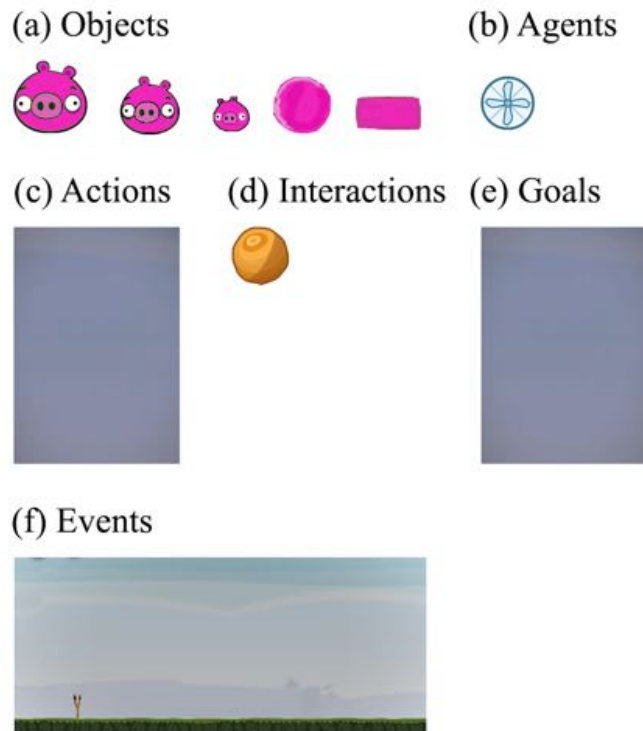 (a) Objects
(b) Agents
(c) Actions
(d) Interactions
(e) Goals
(f) Events